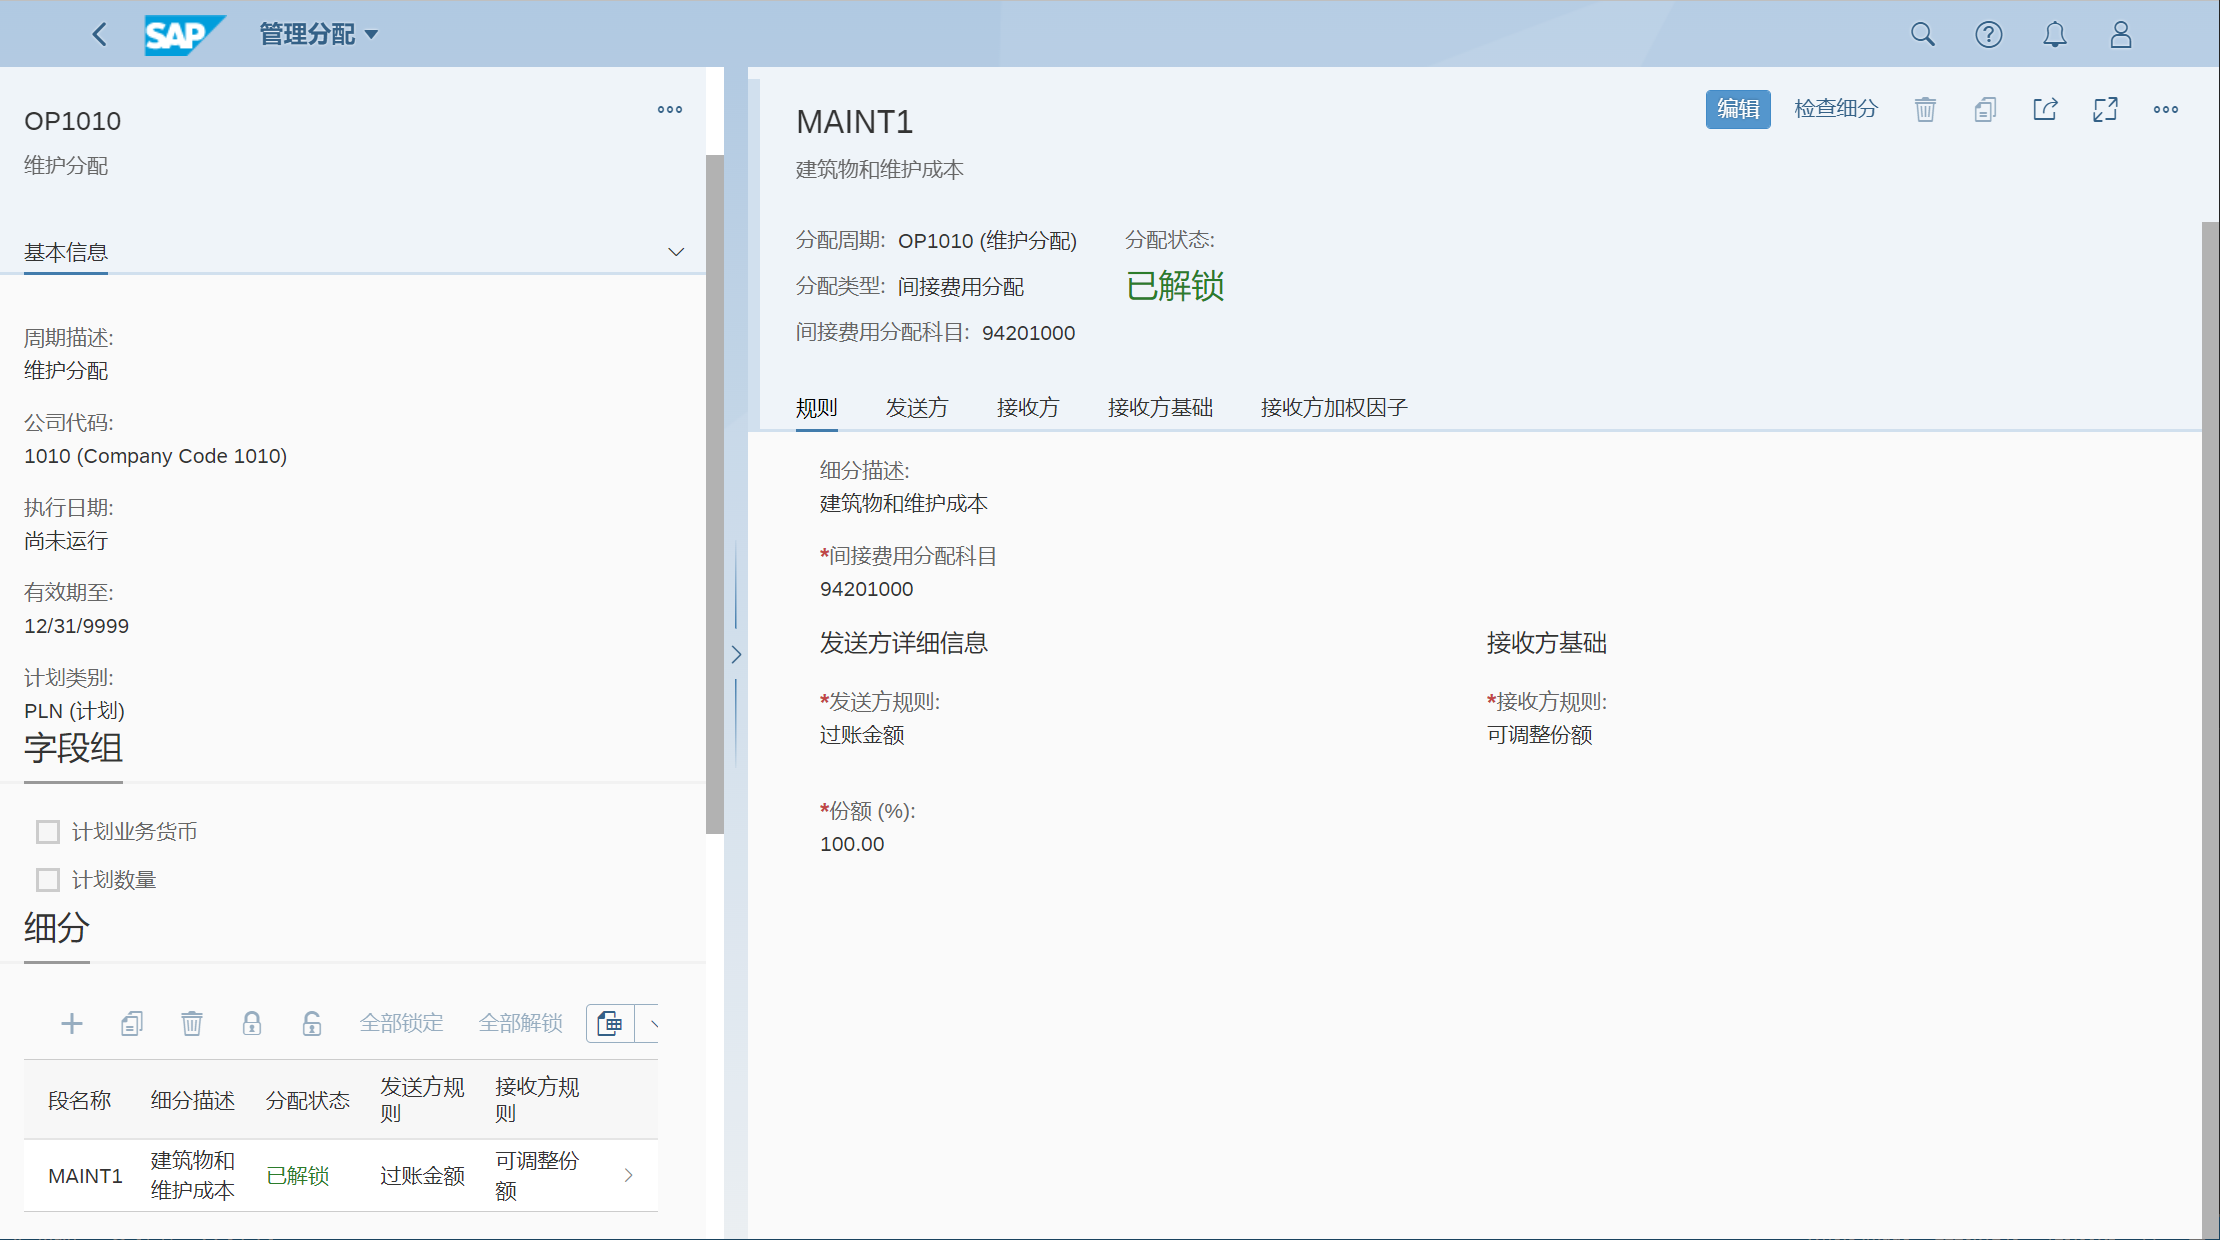 SAP 管理分配
OP1010
维护分配
基本信息
周期描述:
维护分配
公司代码:
1010 (Company Code 1010)
执行日期:
尚未运行
有效期至:
12/31/9999
计划类别:
PLN (计划)
字段组
计划业务货币
计划数量
细分
全部锁定 全部解锁
段名称 细分描述 分配状态 发送方规则 接收方规则
MAINT1 建筑物和维护成本 已解锁 过账金额 可调整份额
MAINT1
编辑 检查细分
建筑物和维护成本
分配周期: OP1010 (维护分配) 分配状态:
分配类型: 间接费用分配 已解锁
间接费用分配科目: 94201000
规则 发送方 接收方 接收方基础 接收方加权因子
细分描述:
建筑物和维护成本
*间接费用分配科目
94201000
发送方详细信息 接收方基础
*发送方规则: *接收方规则:
过账金额 可调整份额
*份额 (%):
100.00